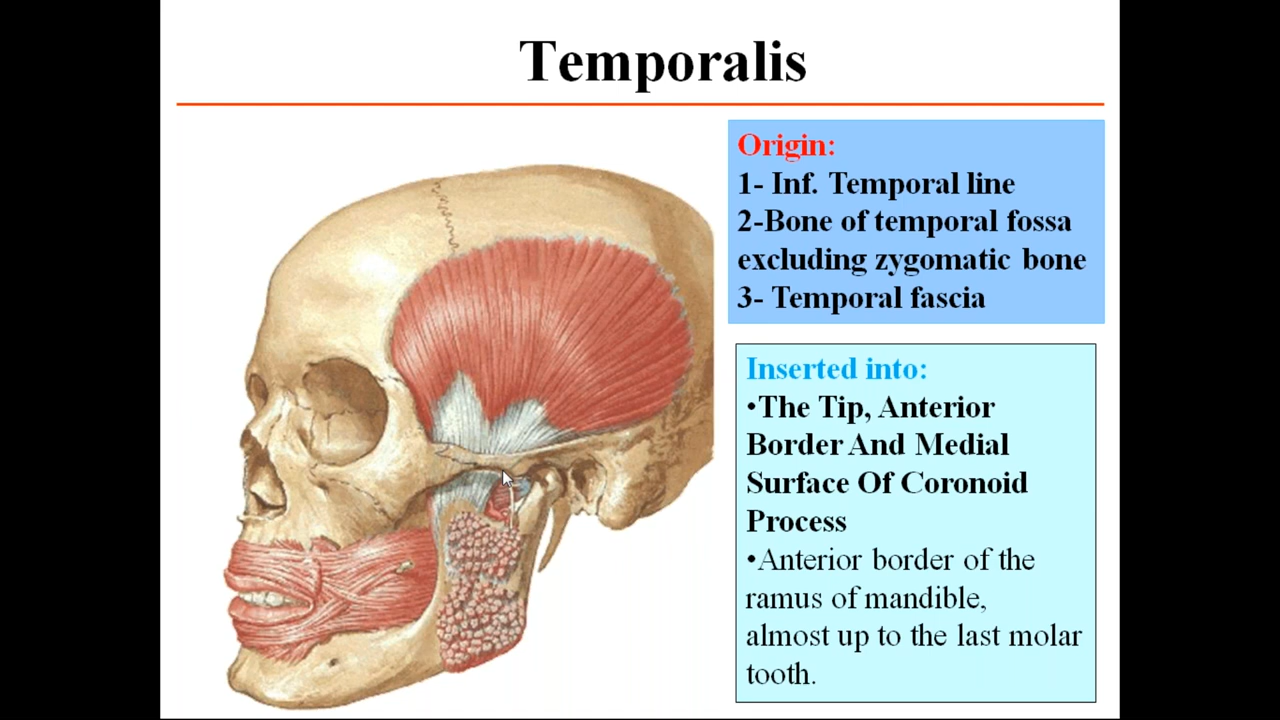 Temporalis
Origin:
1- Inf. Temporal line
2-Bone of temporal fossa
excluding zygomatic bone
3- Temporal fascia
Inserted into:
•The Tip, Anterior
Border And Medial
Surface Of Coronoid
Process
•Anterior border of the
ramus of mandible,
almost up to the last molar
tooth.